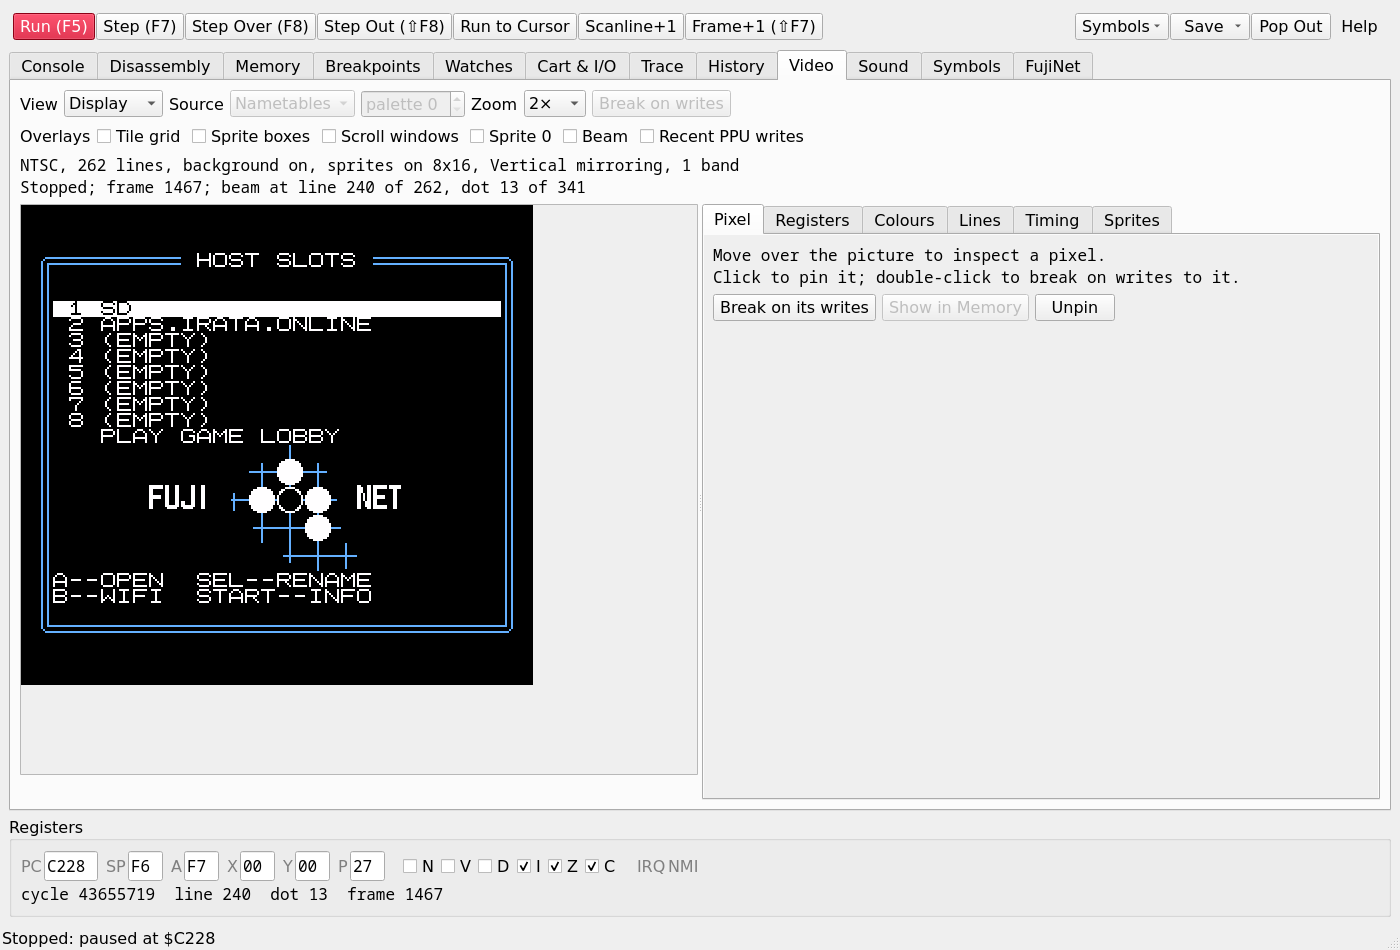 Run (F5) Step (F7) Step Over (F8) Step Out (⇧F8) Run to Cursor Scanline+1 Frame+1 (⇧F7) Symbols Save Pop Out Help
Console Disassembly Memory Breakpoints Watches Cart & I/O Trace History Video Sound Symbols FujiNet
View Display Source Nametables palette 0 Zoom 2× Break on writes
Overlays Tile grid Sprite boxes Scroll windows Sprite 0 Beam Recent PPU writes
NTSC, 262 lines, background on, sprites on 8x16, Vertical mirroring, 1 band
Stopped; frame 1467; beam at line 240 of 262, dot 13 of 341
HOST SLOTS
1 SD
2 APPS.IRATA.ONLINE
3 (EMPTY)
4 (EMPTY)
5 (EMPTY)
6 (EMPTY)
7 (EMPTY)
8 (EMPTY)
PLAY GAME LOBBY
FUJI NET
A--OPEN SEL--RENAME
B--WIFI START--INFO
Pixel Registers Colours Lines Timing Sprites
Move over the picture to inspect a pixel.
Click to pin it; double-click to break on writes to it.
Break on its writes Show in Memory Unpin
Registers
PC C228 SP F6 A F7 X 00 Y 00 P 27 N V D I Z C IRQ NMI
cycle 43655719 line 240 dot 13 frame 1467
Stopped: paused at $C228